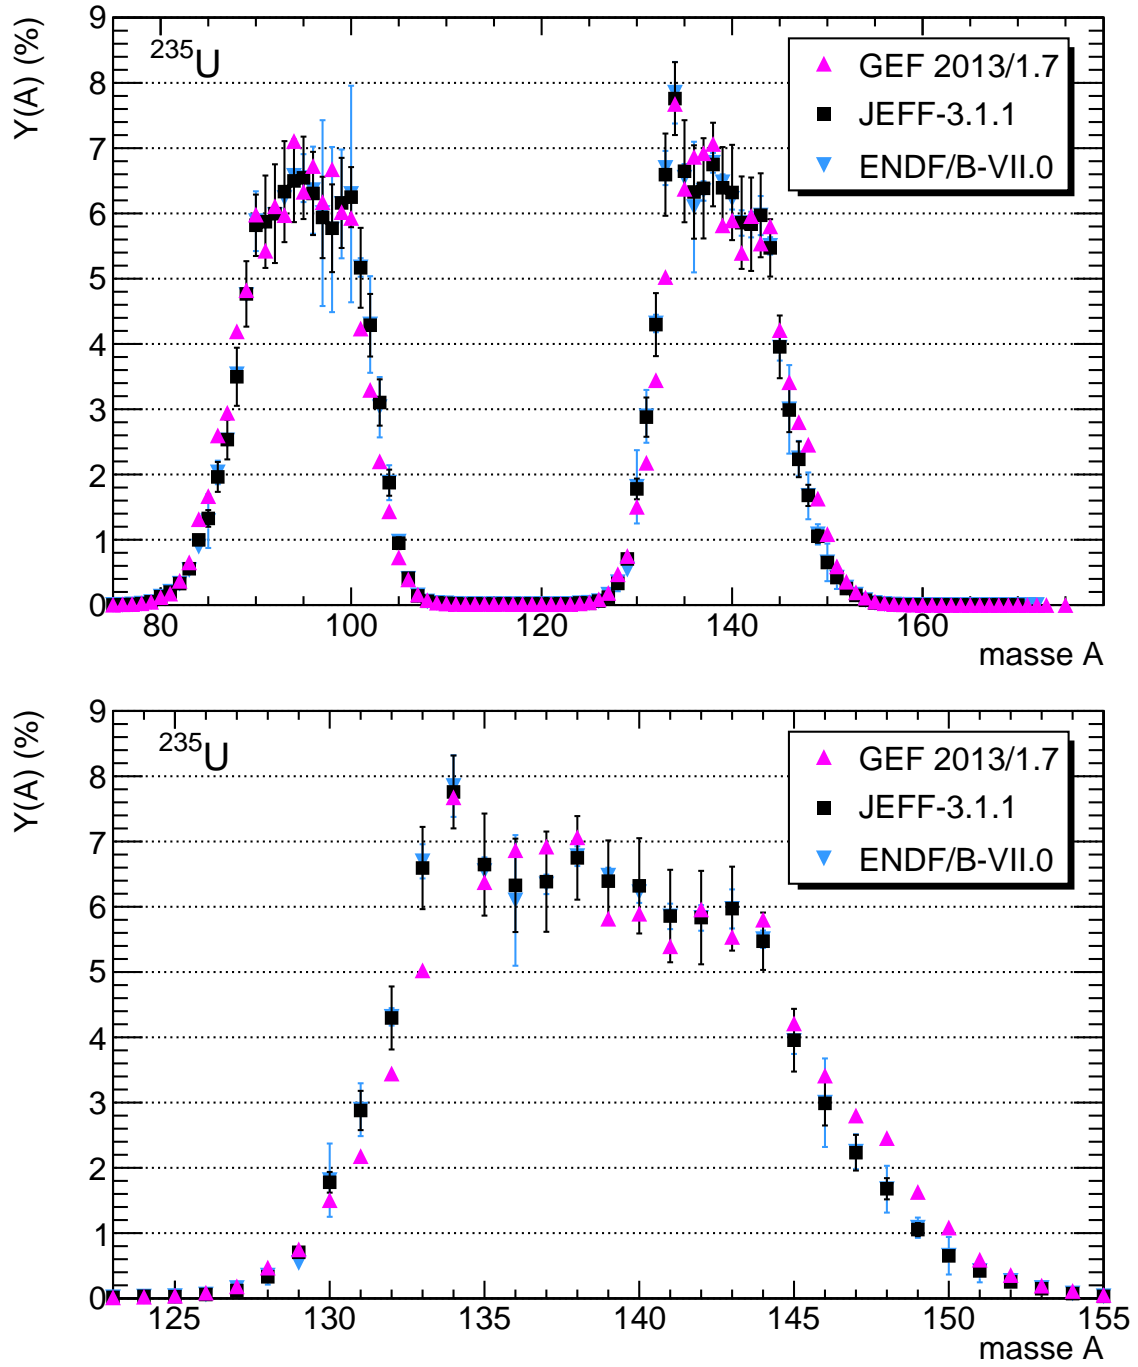 Y(A) (%)
9
8
7
6
5
4
3
2
1
0
²³⁵U
GEF 2013/1.7
JEFF-3.1.1
ENDF/B-VII.0
80 100 120 140 160
masse A
Y(A) (%)
9
8
7
6
5
4
3
2
1
0
²³⁵U
GEF 2013/1.7
JEFF-3.1.1
ENDF/B-VII.0
125 130 135 140 145 150 155
masse A